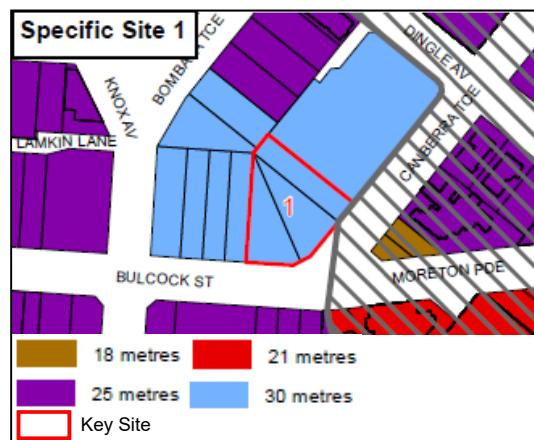 Specific Site 1
BOMBALA TCE
DINGLE AV
KNOX AV
CANBERRA TCE
LAMKIN LANE
1
BULCOCK ST
MORETON PDE
18 metres
21 metres
25 metres
30 metres
Key Site